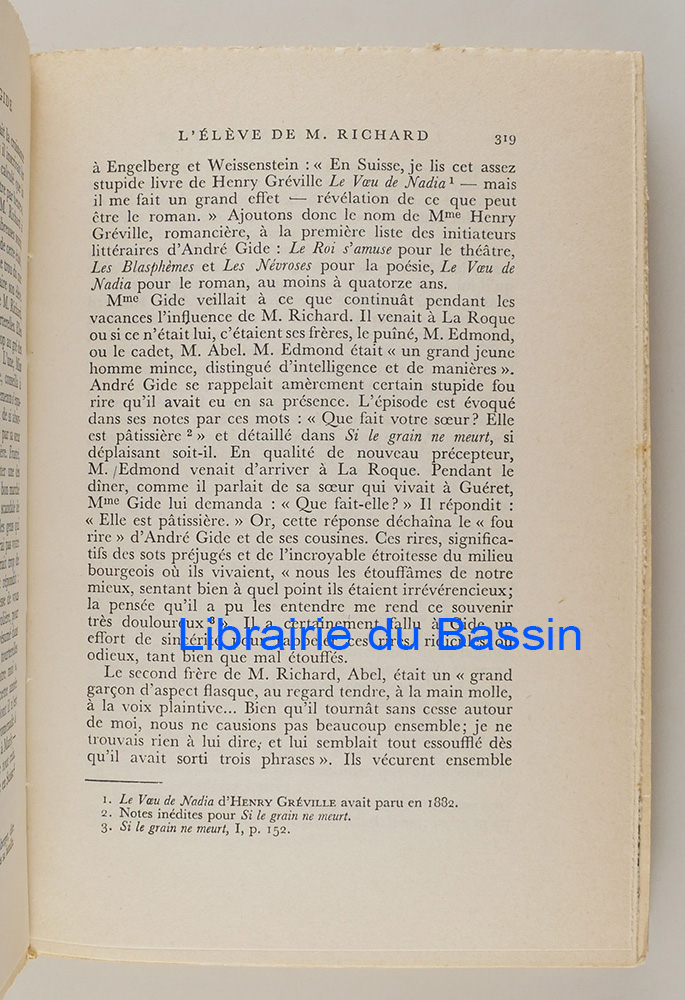 L'ÉLÈVE DE M. RICHARD 319
à Engelberg et Weissenstein : « En Suisse, je lis cet assez
stupide livre de Henry Gréville Le Vœu de Nadia 1 — mais
il me fait un grand effet — révélation de ce que peut
être le roman. » Ajoutons donc le nom de Mme Henry
Gréville, romancière, à la première liste des initiateurs
littéraires d'André Gide : Le Roi s'amuse pour le théâtre,
Les Blasphèmes et Les Névroses pour la poésie, Le Vœu de
Nadia pour le roman, au moins à quatorze ans.
Mme Gide veillait à ce que continuât pendant les
vacances l'influence de M. Richard. Il venait à La Roque
ou si ce n'était lui, c'étaient ses frères, le puîné, M. Edmond,
ou le cadet, M. Abel. M. Edmond était « un grand jeune
homme mince, distingué d'intelligence et de manières ».
André Gide se rappelait amèrement certain stupide fou
rire qu'il avait eu en sa présence. L'épisode est évoqué
dans ses notes par ces mots : « Que fait votre sœur ? Elle
est pâtissière 2 » et détaillé dans Si le grain ne meurt, si
déplaisant soit-il. En qualité de nouveau précepteur,
M. Edmond venait d'arriver à La Roque. Pendant le
dîner, comme il parlait de sa sœur qui vivait à Guéret,
Mme Gide lui demanda : « Que fait-elle ? » Il répondit :
« Elle est pâtissière. » Or, cette réponse déchaîna le « fou
rire » d'André Gide et de ses cousines. Ces rires, significa-
tifs des sots préjugés et de l'incroyable étroitesse du milieu
bourgeois où ils vivaient, « nous les étouffâmes de notre
mieux, sentant bien à quel point ils étaient irrévérencieux;
la pensée qu'il a pu les entendre me rend ce souvenir
très douloureux 3 ». Il a certainement fallu à Gide un
effort de sincérité pour rappeler ces rires, ridicules ou
odieux, tant bien que mal étouffés.
Librairie du Bassin
Le second frère de M. Richard, Abel, était un « grand
garçon d'aspect flasque, au regard tendre, à la main molle,
à la voix plaintive... Bien qu'il tournât sans cesse autour
de moi, nous ne causions pas beaucoup ensemble; je ne
trouvais rien à lui dire, et lui semblait tout essoufflé dès
qu'il avait sorti trois phrases ». Ils vécurent ensemble
1. Le Vœu de Nadia d'HENRY GRÉVILLE avait paru en 1882.
2. Notes inédites pour Si le grain ne meurt.
3. Si le grain ne meurt, I, p. 152.